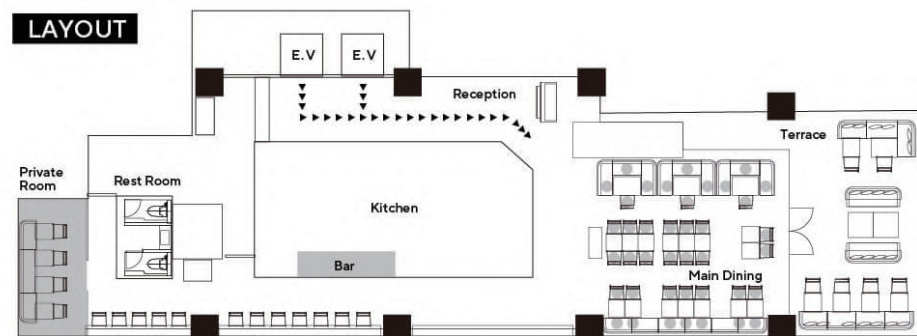 LAYOUT
E.V
E.V
Reception
Terrace
Private
Room
Rest Room
Kitchen
Bar
Main Dining